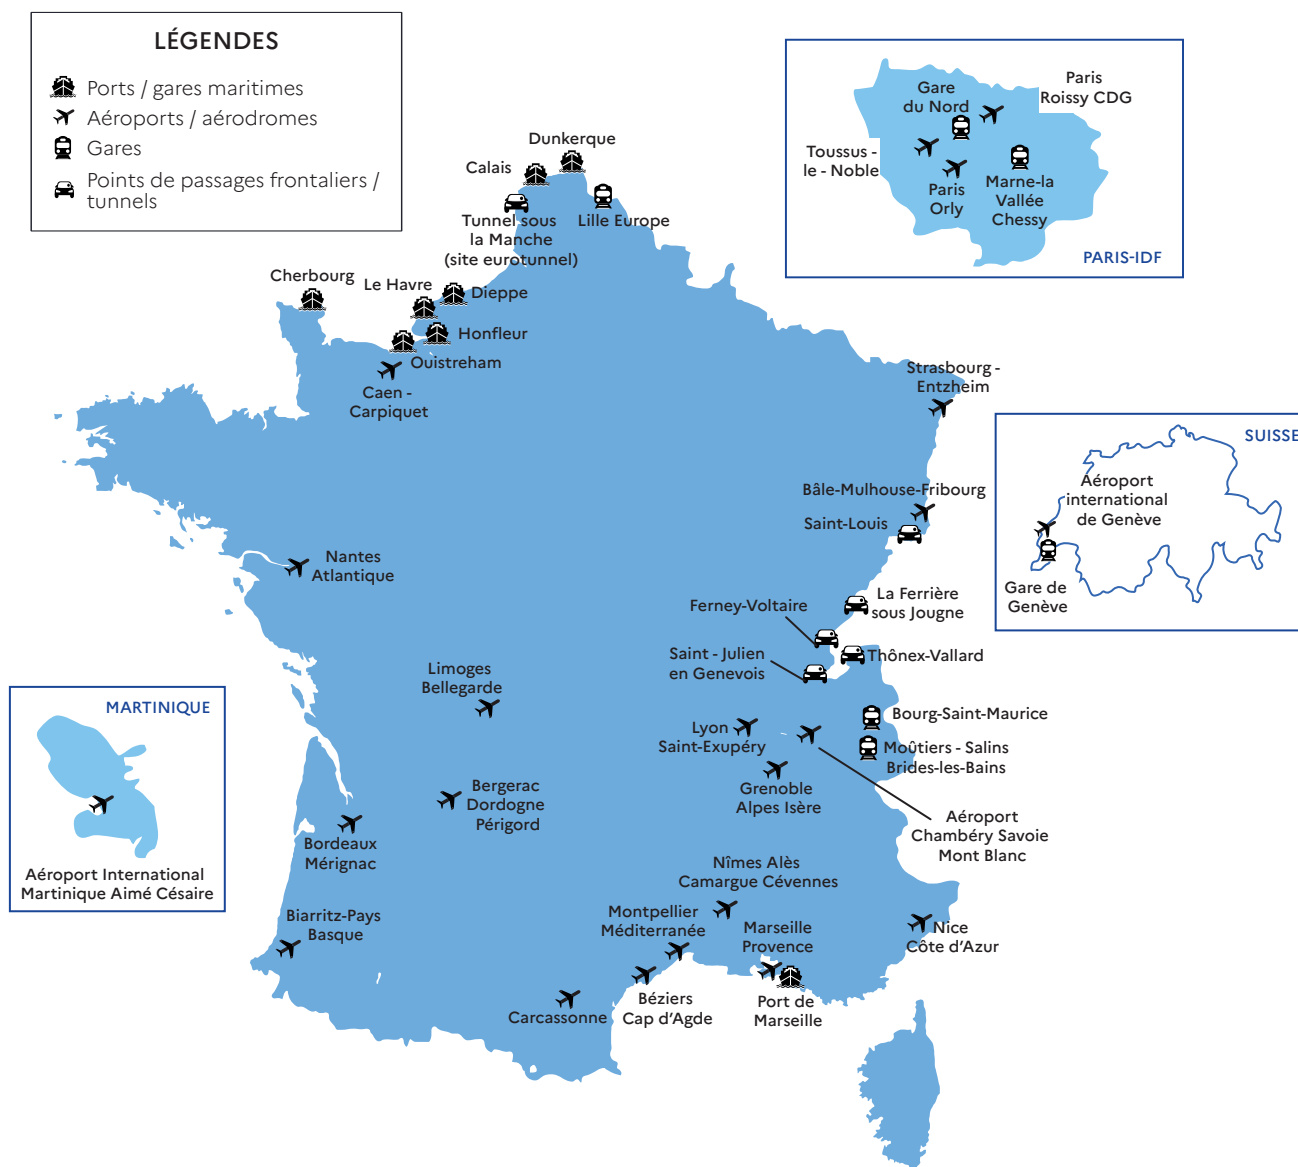 LÉGENDES
Ports / gares maritimes
Aéroports / aérodromes
Gares
Points de passages frontaliers /
tunnels
Paris
Roissy CDG
Gare
du Nord
Toussus -
le - Noble
Paris
Orly
Marne-la
Vallée
Chessy
PARIS-IDF
Dunkerque
Calais
Lille Europe
Tunnel sous
la Manche
(site eurotunnel)
Cherbourg
Le Havre
Dieppe
Honfleur
Ouistreham
Caen -
Carpiquet
Strasbourg -
Entzheim
SUISSE
Aéroport
international
de Genève
Gare de
Genève
Bâle-Mulhouse-Fribourg
Saint-Louis
Nantes
Atlantique
La Ferrière
sous Jougne
Ferney-Voltaire
Saint - Julien
en Genevois
Thônex-Vallard
Limoges
Bellegarde
MARTINIQUE
Aéroport International
Martinique Aimé Césaire
Lyon
Saint-Exupéry
Bourg-Saint-Maurice
Moûtiers - Salins
Brides-les-Bains
Grenoble
Alpes Isère
Bergerac
Dordogne
Périgord
Aéroport
Chambéry Savoie
Mont Blanc
Bordeaux
Mérignac
Nîmes Alès
Camargue Cévennes
Biarritz-Pays
Basque
Montpellier
Méditerranée
Marseille
Provence
Nice
Côte d'Azur
Carcassonne
Béziers
Cap d'Agde
Port de
Marseille